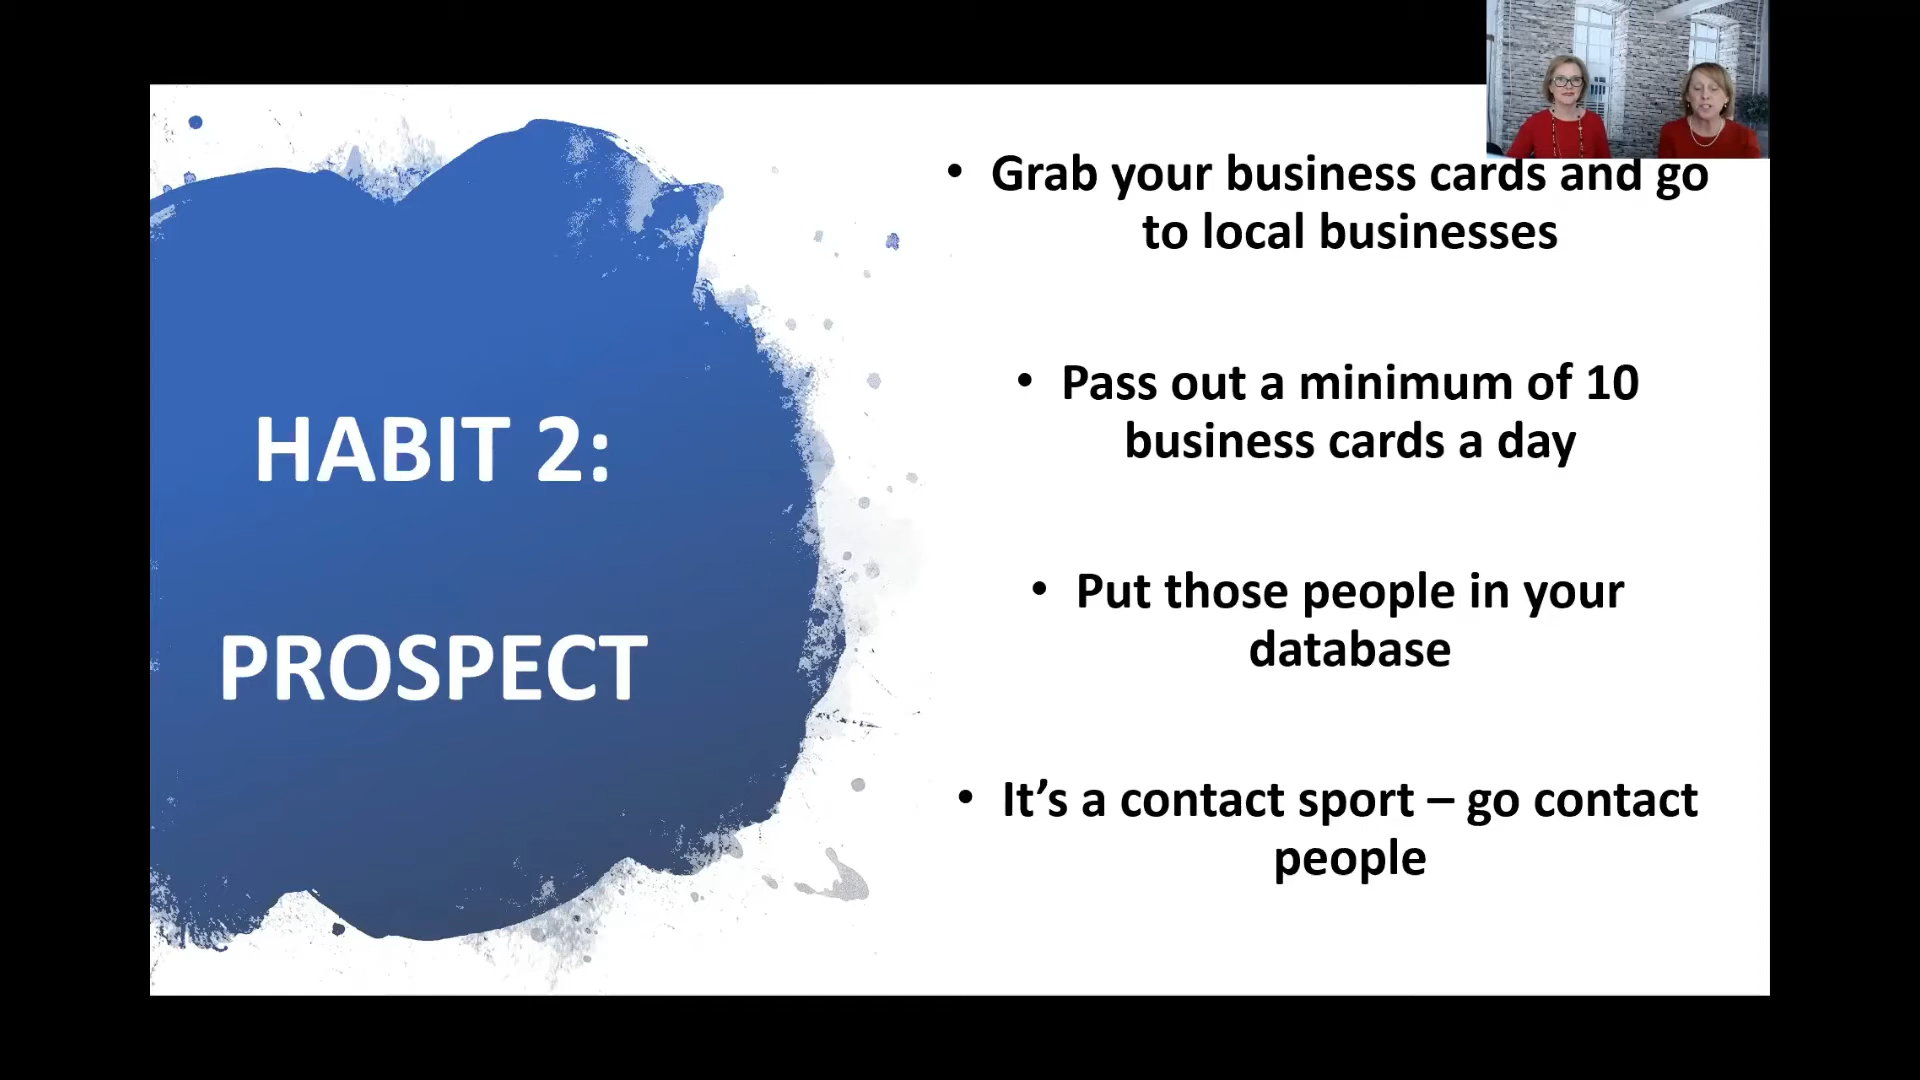 HABIT 2:
PROSPECT
• Grab your business cards and go
to local businesses
• Pass out a minimum of 10
business cards a day
• Put those people in your
database
• It’s a contact sport – go contact
people